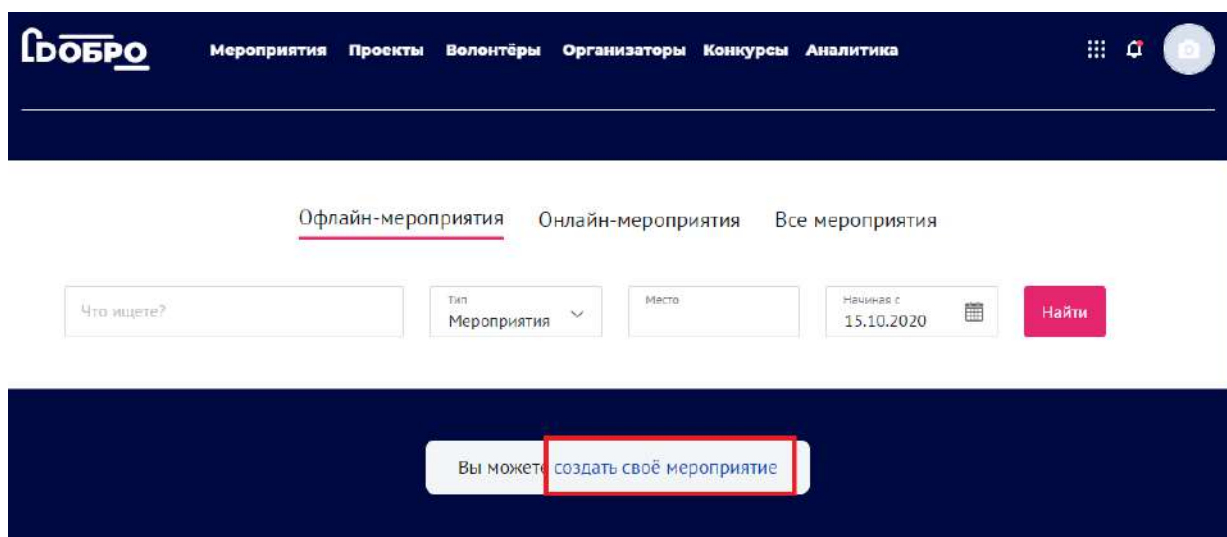 ДОБРО
Мероприятия Проекты Волонтёры Организаторы Конкурсы Аналитика
Офлайн-мероприятия Онлайн-мероприятия Все мероприятия
Что ищете?
Тип
Мероприятия
Место
Начиная с
15.10.2020
Найти
Вы можете создать своё мероприятие